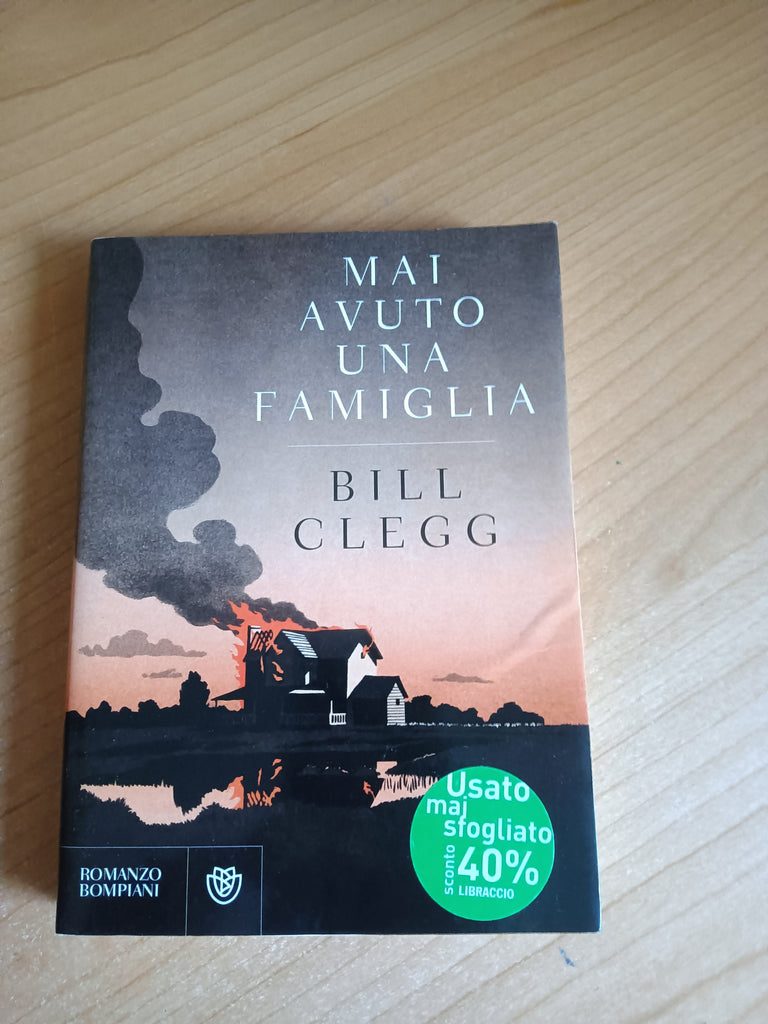 MAI
AVUTO
UNA
FAMIGLIA
BILL
CLEGG
Usato
mai
sfogliato
sconto
40%
LIBRACCIO
ROMANZO
BOMPIANI